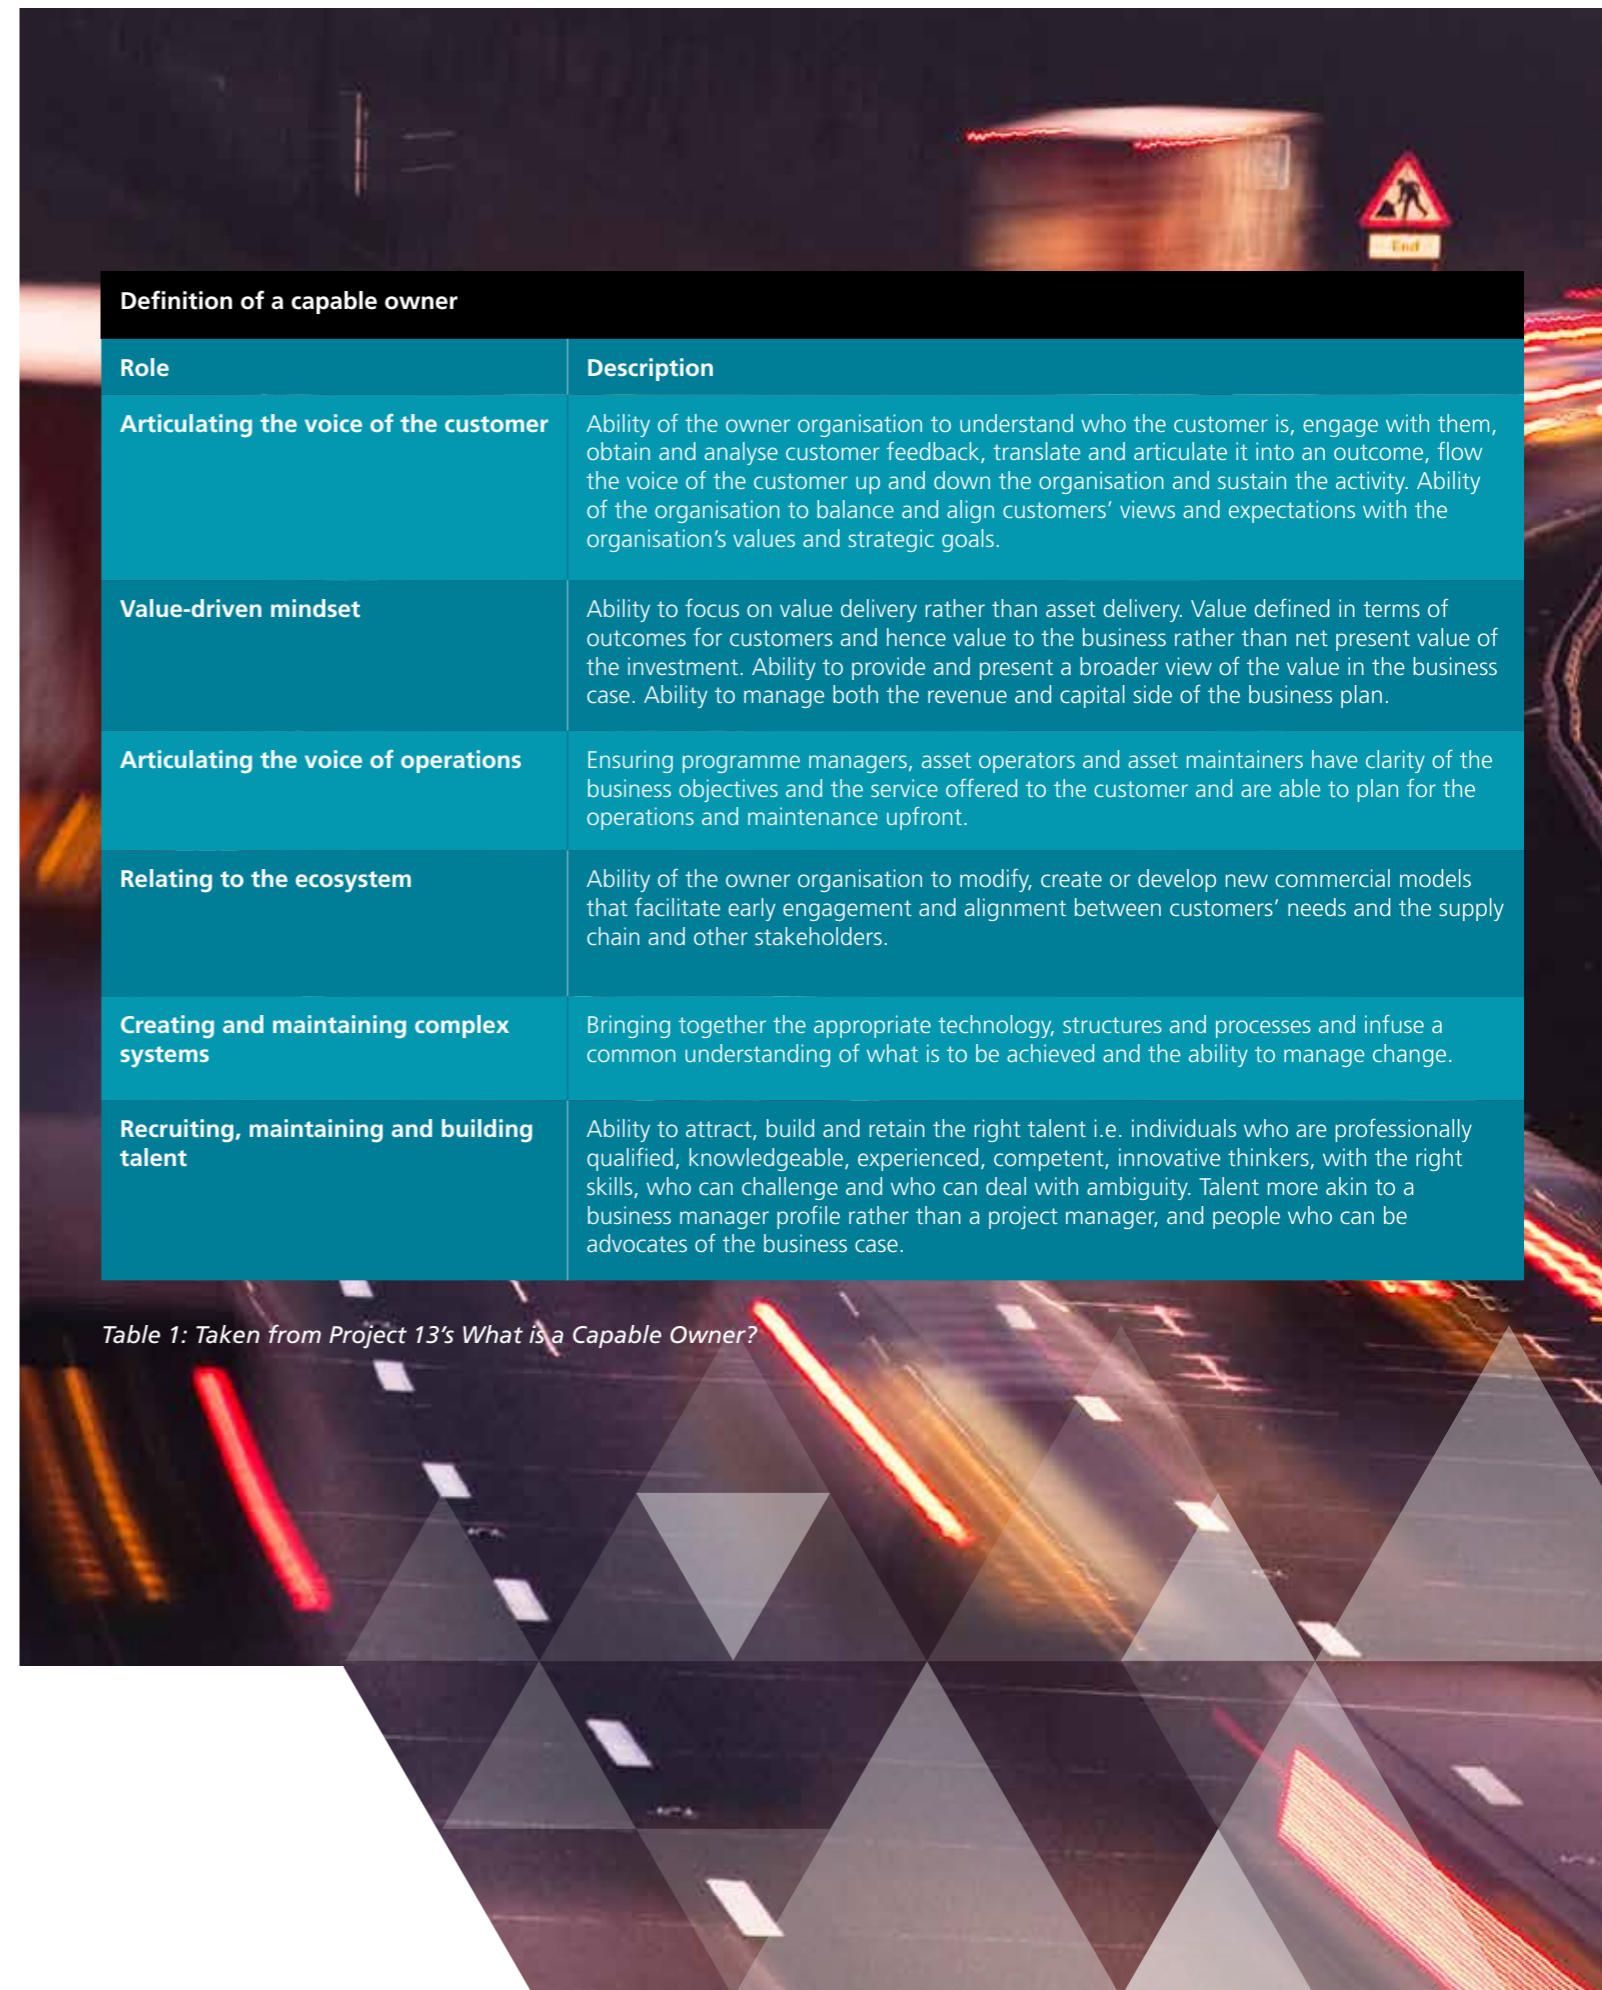 End
Definition of a capable owner
Role
Description
Articulating the voice of the customer
Ability of the owner organisation to understand who the customer is, engage with them,
obtain and analyse customer feedback, translate and articulate it into an outcome, flow
the voice of the customer up and down the organisation and sustain the activity. Ability
of the organisation to balance and align customers’ views and expectations with the
organisation’s values and strategic goals.
Value-driven mindset
Ability to focus on value delivery rather than asset delivery. Value defined in terms of
outcomes for customers and hence value to the business rather than net present value of
the investment. Ability to provide and present a broader view of the value in the business
case. Ability to manage both the revenue and capital side of the business plan.
Articulating the voice of operations
Ensuring programme managers, asset operators and asset maintainers have clarity of the
business objectives and the service offered to the customer and are able to plan for the
operations and maintenance upfront.
Relating to the ecosystem
Ability of the owner organisation to modify, create or develop new commercial models
that facilitate early engagement and alignment between customers’ needs and the supply
chain and other stakeholders.
Creating and maintaining complex
systems
Bringing together the appropriate technology, structures and processes and infuse a
common understanding of what is to be achieved and the ability to manage change.
Recruiting, maintaining and building
talent
Ability to attract, build and retain the right talent i.e. individuals who are professionally
qualified, knowledgeable, experienced, competent, innovative thinkers, with the right
skills, who can challenge and who can deal with ambiguity. Talent more akin to a
business manager profile rather than a project manager, and people who can be
advocates of the business case.
Table 1: Taken from Project 13’s What is a Capable Owner?